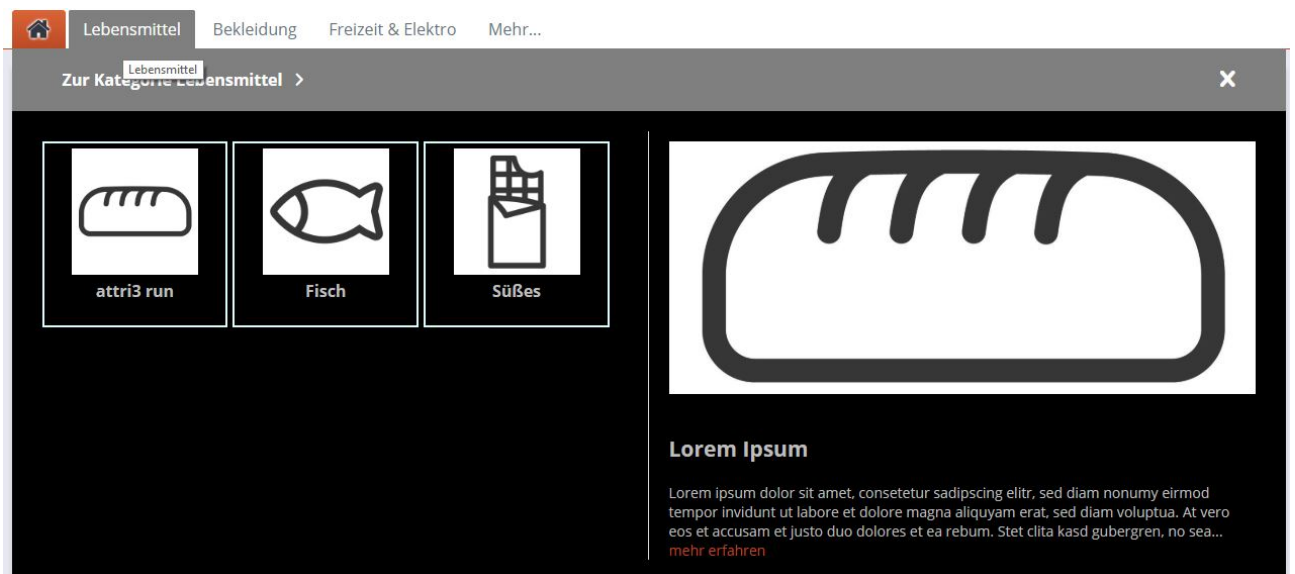 Lebensmittel Bekleidung Freizeit & Elektro Mehr...
Lebensmittel
Zur Kategorie Lebensmittel >
attri3 run Fisch Süßes
Lorem Ipsum
Lorem ipsum dolor sit amet, consetetur sadipscing elitr, sed diam nonumy eirmod
tempor invidunt ut labore et dolore magna aliquyam erat, sed diam voluptua. At vero
eos et accusam et justo duo dolores et ea rebum. Stet clita kasd gubergren, no sea...
mehr erfahren